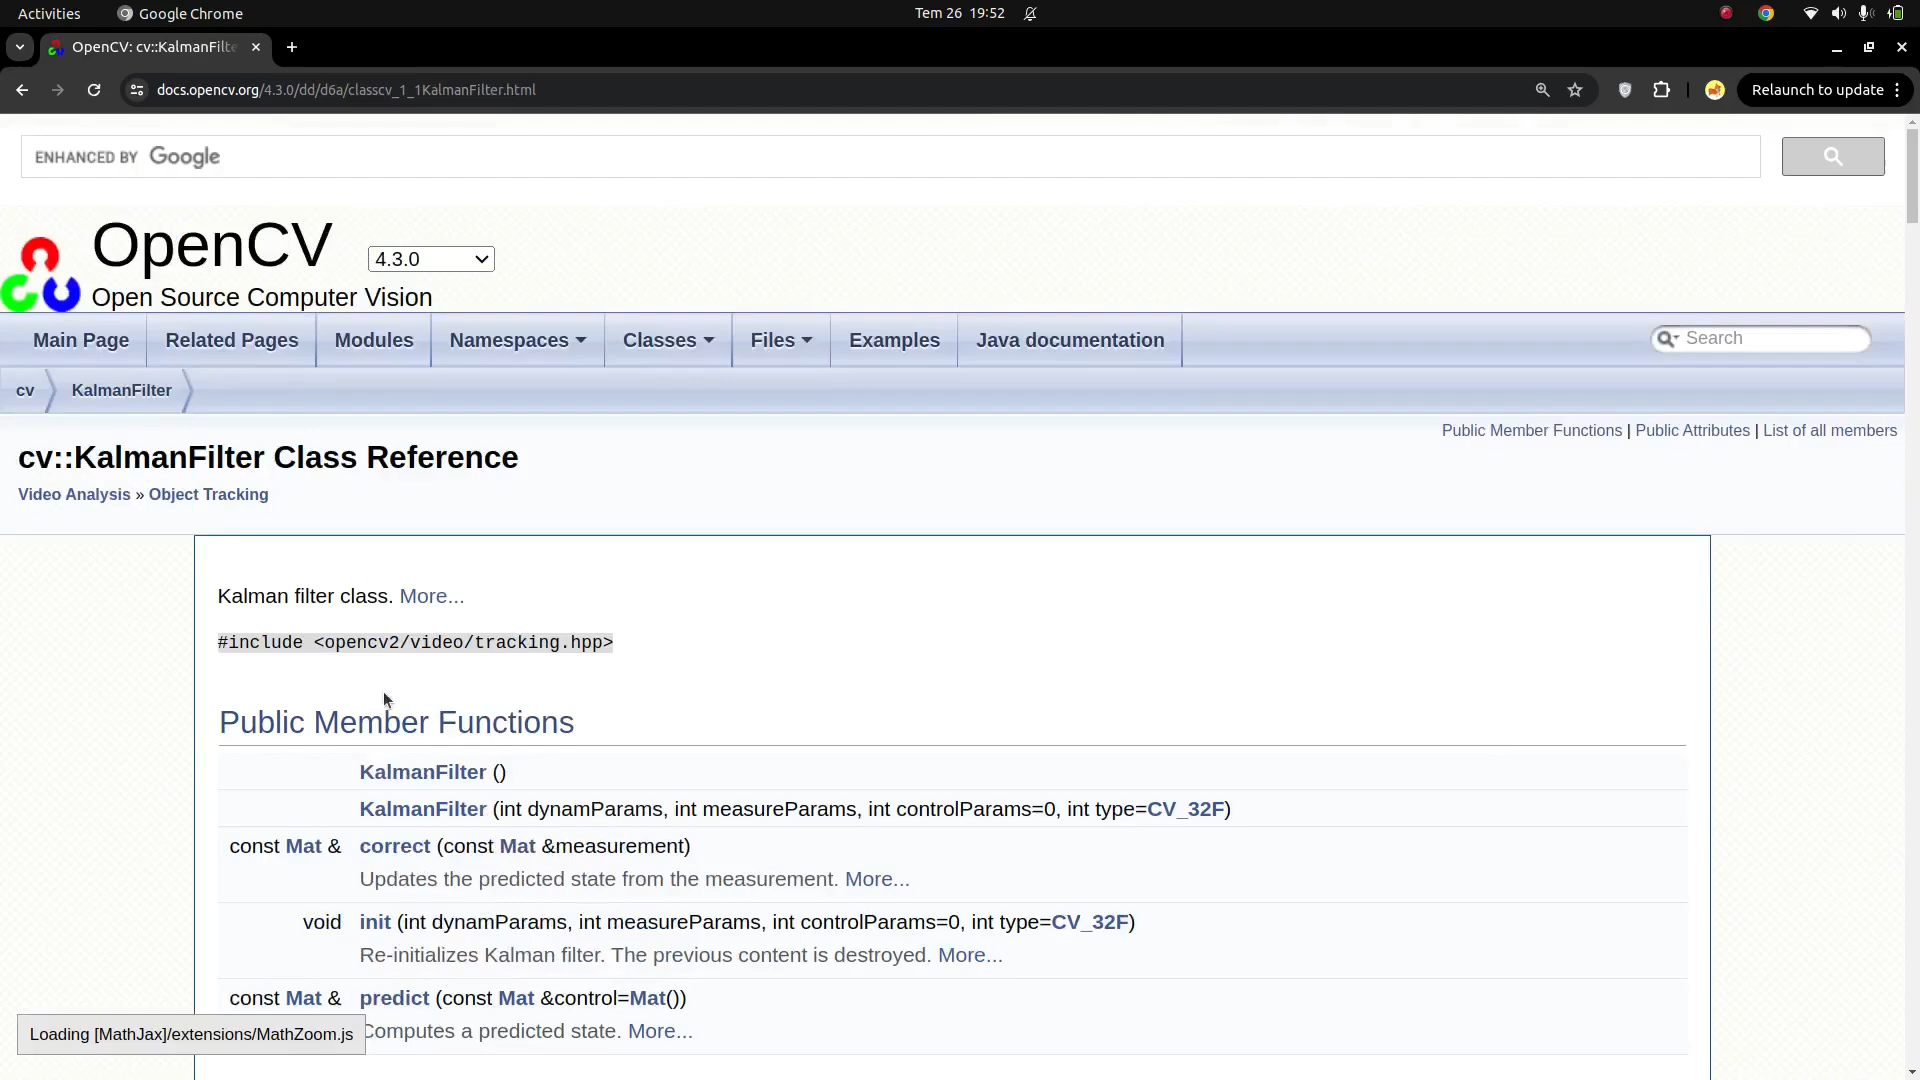 Activities
Google Chrome
Tem 26 19:52
OpenCV: cv::KalmanFilte
docs.opencv.org/4.3.0/dd/d6a/classcv_1_1KalmanFilter.html
Relaunch to update
ENHANCED BY Google
OpenCV 4.3.0
Open Source Computer Vision
Main Page Related Pages Modules Namespaces Classes Files Examples Java documentation Search
cv KalmanFilter
Public Member Functions | Public Attributes | List of all members
cv::KalmanFilter Class Reference
Video Analysis » Object Tracking
Kalman filter class. More...
#include <opencv2/video/tracking.hpp>
Public Member Functions
KalmanFilter ()
KalmanFilter (int dynamParams, int measureParams, int controlParams=0, int type=CV_32F)
const Mat & correct (const Mat &measurement)
Updates the predicted state from the measurement. More...
void init (int dynamParams, int measureParams, int controlParams=0, int type=CV_32F)
Re-initializes Kalman filter. The previous content is destroyed. More...
const Mat & predict (const Mat &control=Mat())
Computes a predicted state. More...
Loading [MathJax]/extensions/MathZoom.js